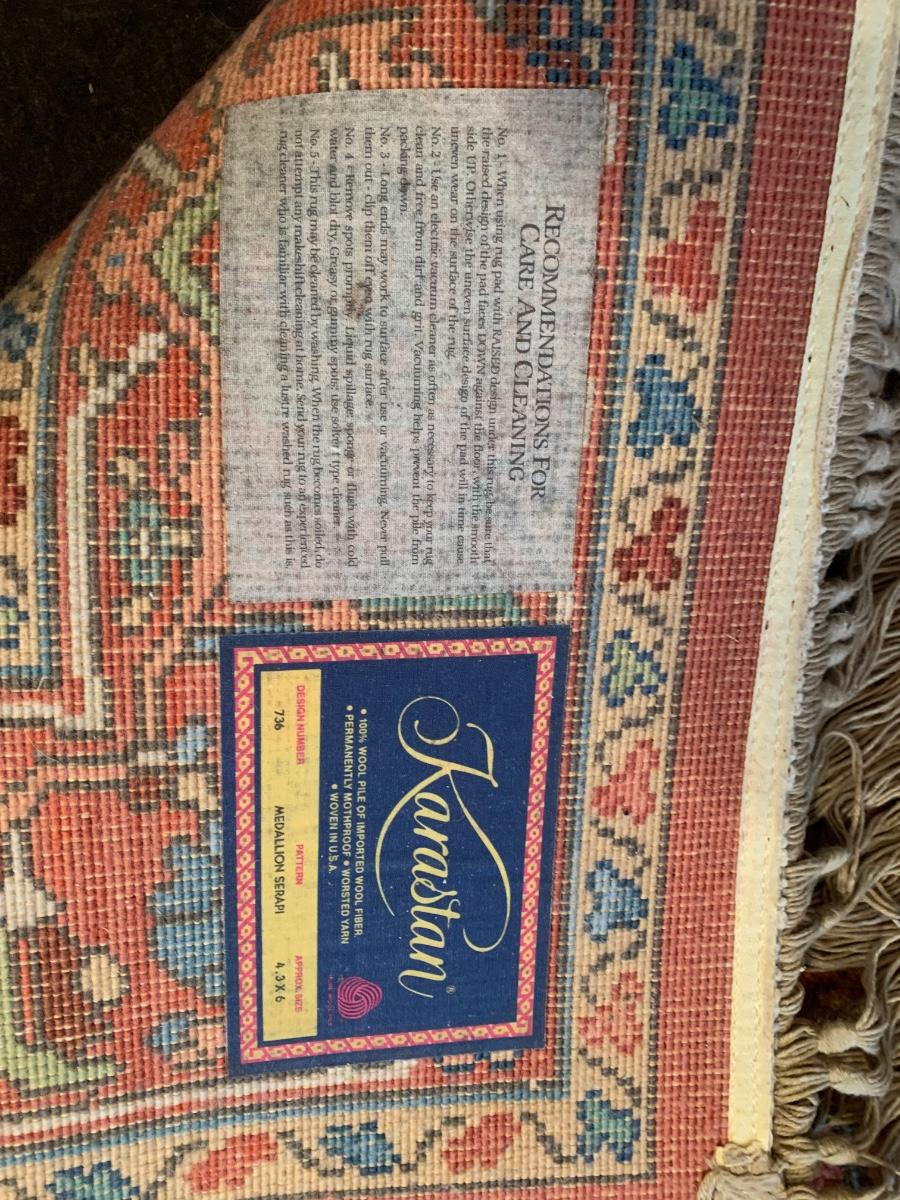 RECOMMENDATIONS FOR
CARE AND CLEANING
No. 1 - When using rug pad with RAISED design under this rug, be sure that
the raised design of the pad faces DOWN against the floor, with the smooth
side UP. Otherwise the uneven surface design of the pad will in time cause
uneven wear on the surface of the rug.
No. 2 - Use an electric vacuum cleaner as often as necessary to keep your rug
clean and free from dirt and grit. Vacuuming helps prevent the pile from
packing down.
No. 3 - Long ends may work to surface after use or vacuuming. Never pull
them out - clip them off even with rug surface.
No. 4 - Remove spots promptly. Liquid spillage: sponge or flush with cold
water and blot dry. Greasy or gummy spots: use solvent type cleaner.
No. 5 - This rug may be cleaned by washing. When the rug becomes soiled, do
not attempt any makeshift cleaning at home. Send your rug to an experienced
rug cleaner who is familiar with cleaning a lustre washed rug such as this is.
Karastan®
• 100% WOOL PILE OF IMPORTED WOOL FIBER.
• PERMANENTLY MOTHPROOF • WORSTED YARN
• WOVEN IN U.S.A.
DESIGN NUMBER PATTERN APPROX. SIZE
736 MEDALLION SERAPI 4.3 X 6